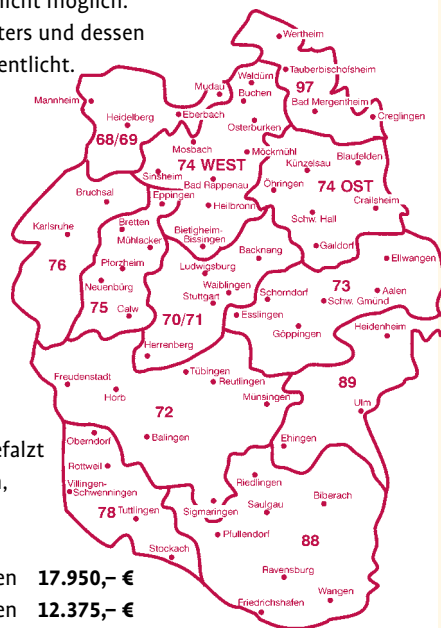 licht möglich.
ters und dessen
entlicht.
Wertheim
Tauberbischofsheim
97
Waldürn
Mudau
Buchen
Bad Mergentheim
Mannheim
Creglingen
Eberbach
Heidelberg
Osterburken
68/69
Mosbach
Möckmühl
Blaufelden
74 WEST
Künzelsau
Sinsheim
Bad Rappenau
Öhringen
74 OST
Bruchsal
Eppingen
Heilbronn
Crailsheim
Schw. Hall
Karlsruhe
Bretten
Bietigheim-
Bissingen
Mühlacker
Gaildorf
Backnang
Ellwangen
76
Pforzheim
Ludwigsburg
73
Neuenbürg
Waiblingen
Aalen
Stuttgart
Schorndorf
Schw. Gmünd
75
Calw
70/71
Esslingen
Göppingen
Heidenheim
Herrenberg
Tübingen
Freudenstadt
Reutlingen
89
Horb
Münsingen
Ulm
72
Oberndorf
Balingen
efalzt
Ehingen
Rottweil
Villingen-
Schwenningen
n,
Riedlingen
Biberach
Saulgau
78
Tuttlingen
Sigmaringen
Pfullendorf
88
Stockach
Ravensburg
en 17.950,– €
Wangen
en 12.375,– €
Friedrichshafen